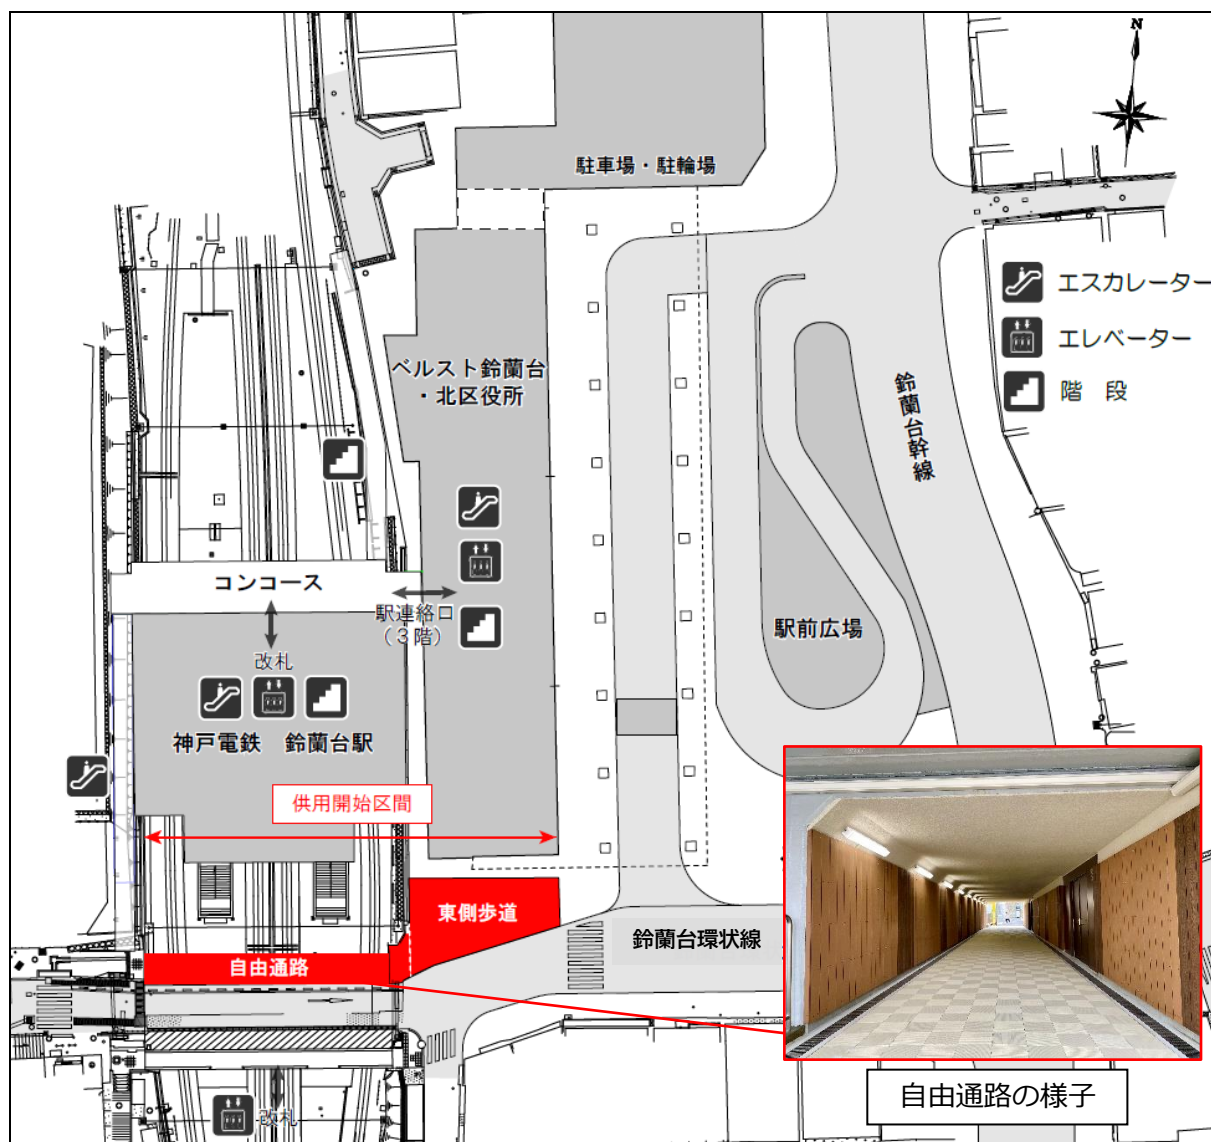 N
駐車場・駐輪場
エスカレーター
エレベーター
階 段
ベルスト鈴蘭台
・北区役所
鈴蘭台幹線
コンコース
駅連絡口
(3階)
改札
駅前広場
神戸電鉄 鈴蘭台駅
供用開始区間
東側歩道
鈴蘭台環状線
自由通路
自由通路の様子
改札